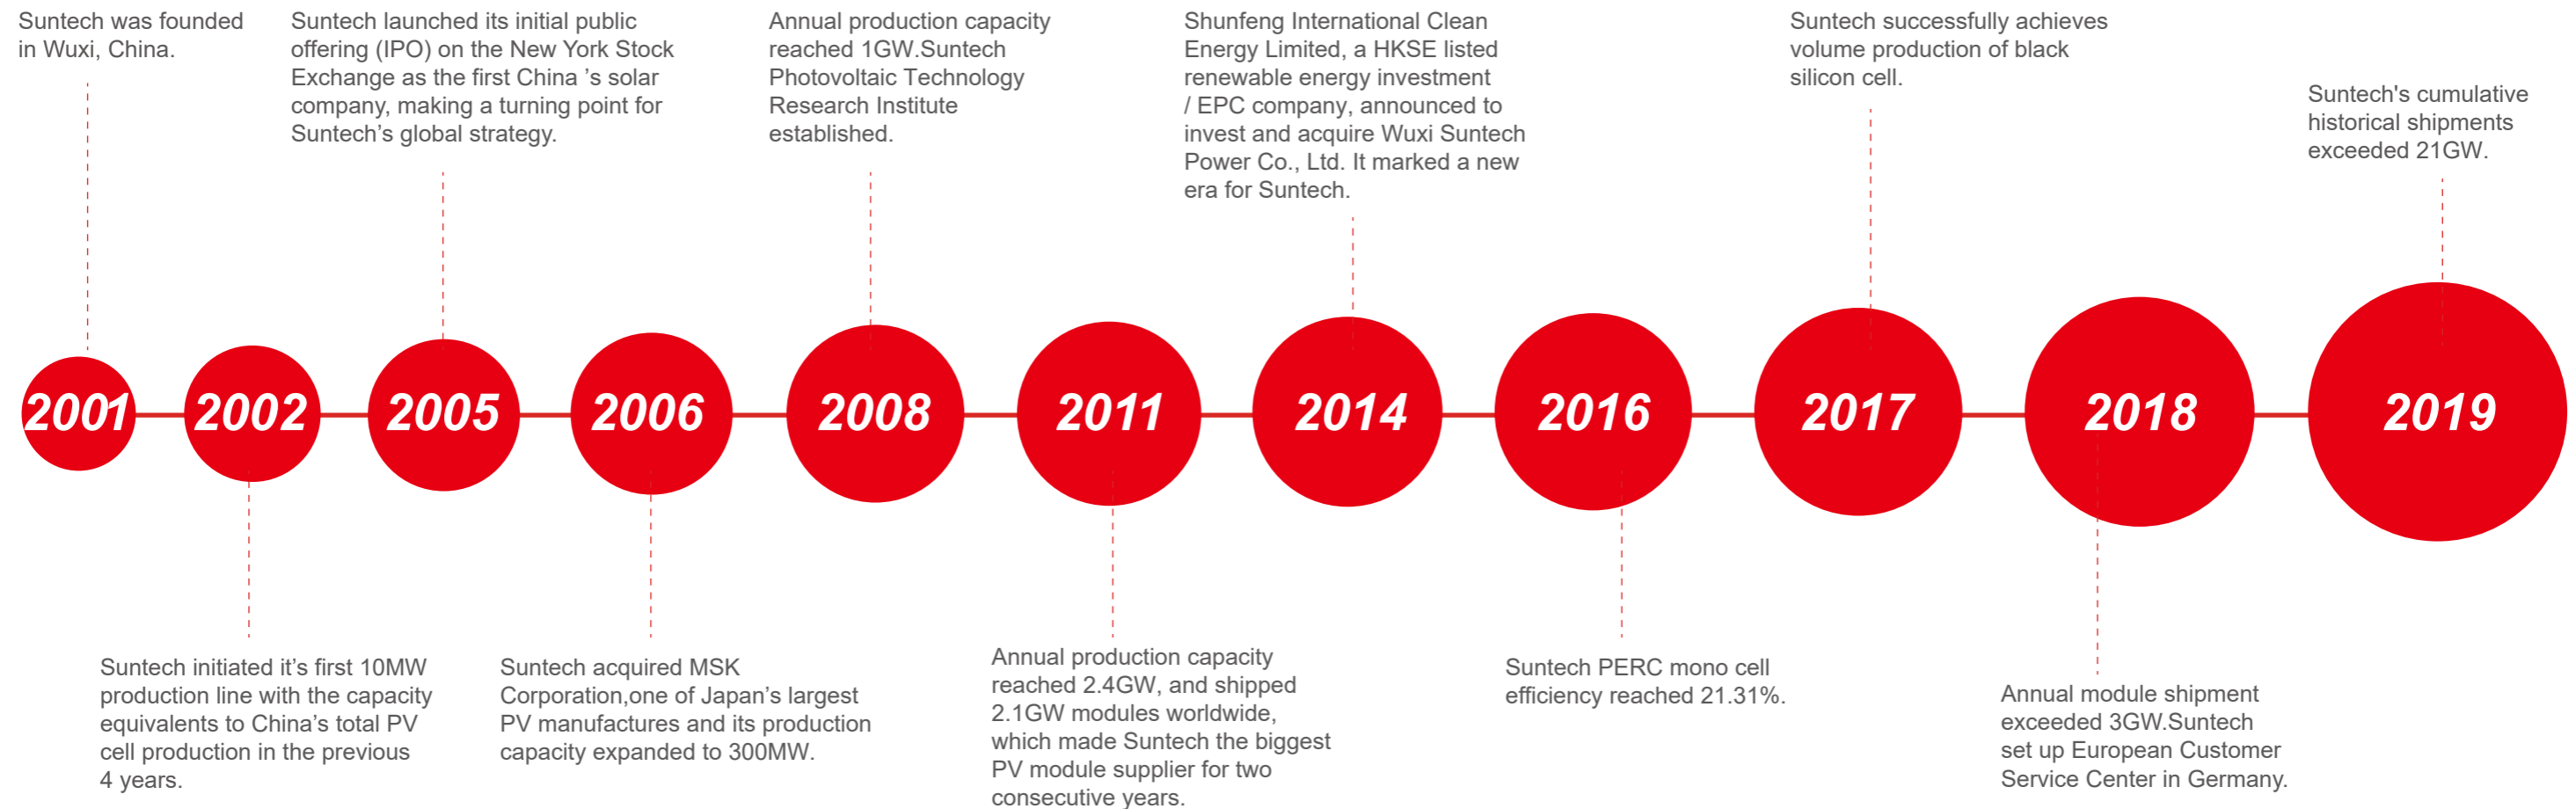 Suntech was founded
in Wuxi, China.
Suntech launched its initial public
offering (IPO) on the New York Stock
Exchange as the first China ’s solar
company, making a turning point for
Suntech’s global strategy.
Annual production capacity
reached 1GW.Suntech
Photovoltaic Technology
Research Institute
established.
Shunfeng International Clean
Energy Limited, a HKSE listed
renewable energy investment
/ EPC company, announced to
invest and acquire Wuxi Suntech
Power Co., Ltd. It marked a new
era for Suntech.
Suntech successfully achieves
volume production of black
silicon cell.
Suntech's cumulative
historical shipments
exceeded 21GW.
2001
2002
2005
2006
2008
2011
2014
2016
2017
2018
2019
Suntech initiated it’s first 10MW
production line with the capacity
equivalents to China’s total PV
cell production in the previous
4 years.
Suntech acquired MSK
Corporation,one of Japan’s largest
PV manufactures and its production
capacity expanded to 300MW.
Annual production capacity
reached 2.4GW, and shipped
2.1GW modules worldwide,
which made Suntech the biggest
PV module supplier for two
consecutive years.
Suntech PERC mono cell
efficiency reached 21.31%.
Annual module shipment
exceeded 3GW.Suntech
set up European Customer
Service Center in Germany.